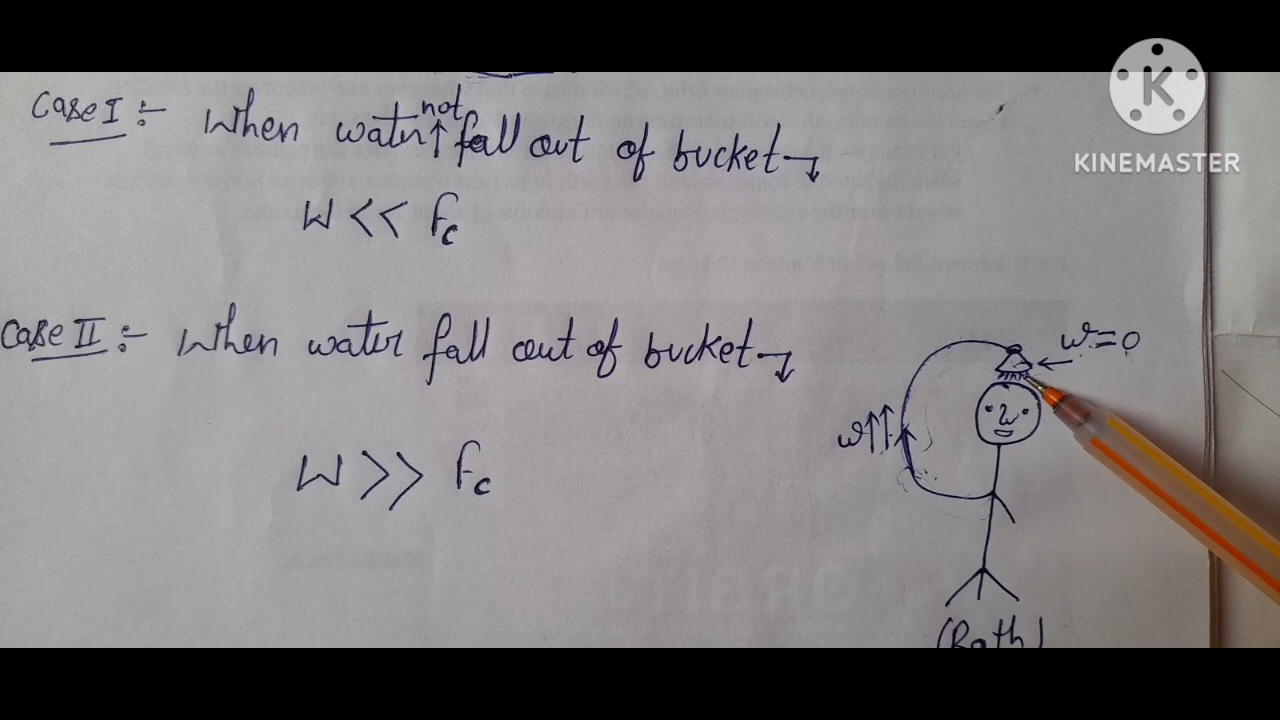 Case I :- When water not fall out of bucket →
W << Fc
Case II :- When water fall out of bucket →
W >> Fc
ω = 0
ω↑↑
(Bath)
KINEMASTER